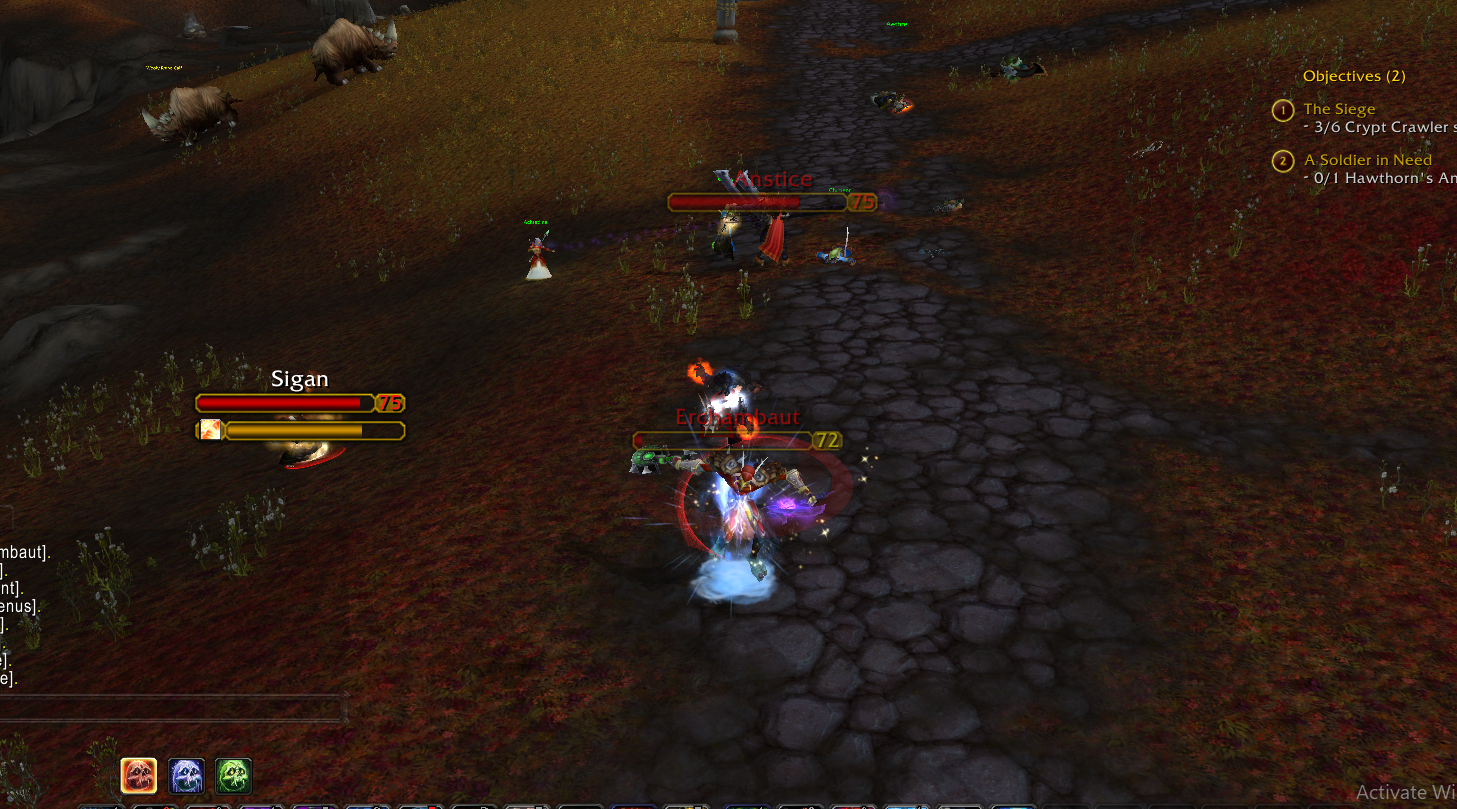 Objectives (2)
1 The Siege
- 3/6 Crypt Crawler s
2 A Soldier in Need
- 0/1 Hawthorn's An
Anstice
75
Sigan
75
Erchambaut
72
mbaut].
].
nt].
enus].
].
.
e].
e].
Activate Wi